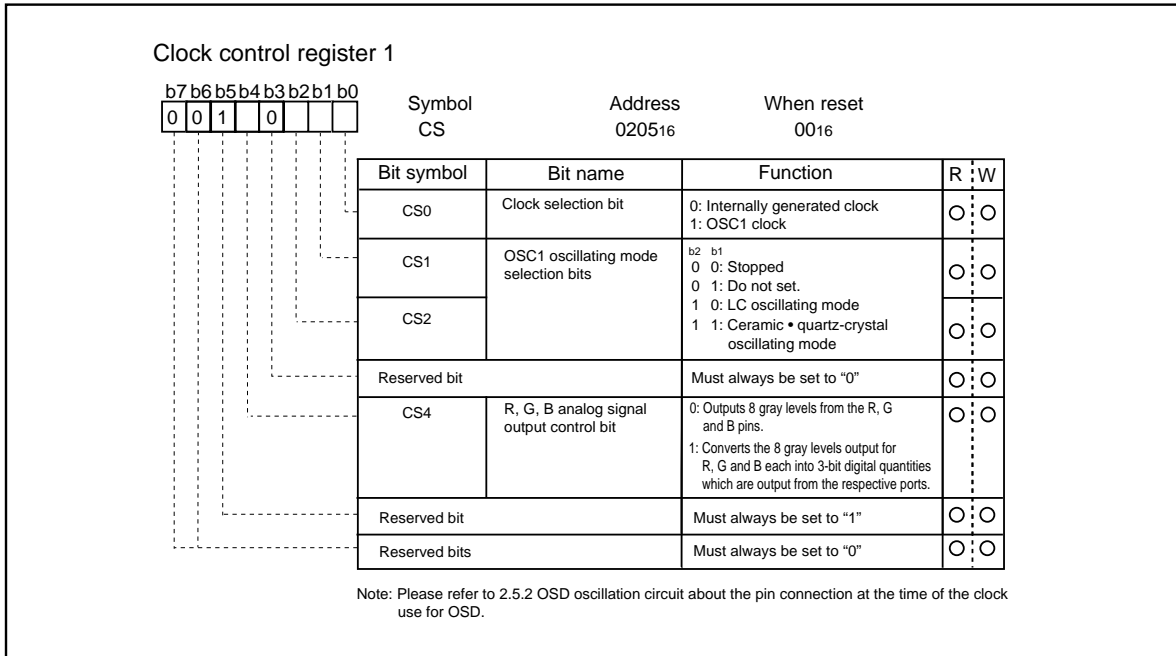 Clock control register 1
b7 b6 b5 b4 b3 b2 b1 b0
0 0 1 0
Symbol Address When reset
CS 020516 0016
Bit symbol Bit name Function R W
CS0 Clock selection bit 0: Internally generated clock
1: OSC1 clock
CS1 OSC1 oscillating mode
selection bits
b2 b1
0 0: Stopped
0 1: Do not set.
CS2 1 0: LC oscillating mode
1 1: Ceramic • quartz-crystal
oscillating mode
Reserved bit Must always be set to “0”
CS4 R, G, B analog signal
output control bit
0: Outputs 8 gray levels from the R, G
and B pins.
1: Converts the 8 gray levels output for
R, G and B each into 3-bit digital quantities
which are output from the respective ports.
Reserved bit Must always be set to “1”
Reserved bits Must always be set to “0”
Note: Please refer to 2.5.2 OSD oscillation circuit about the pin connection at the time of the clock
use for OSD.